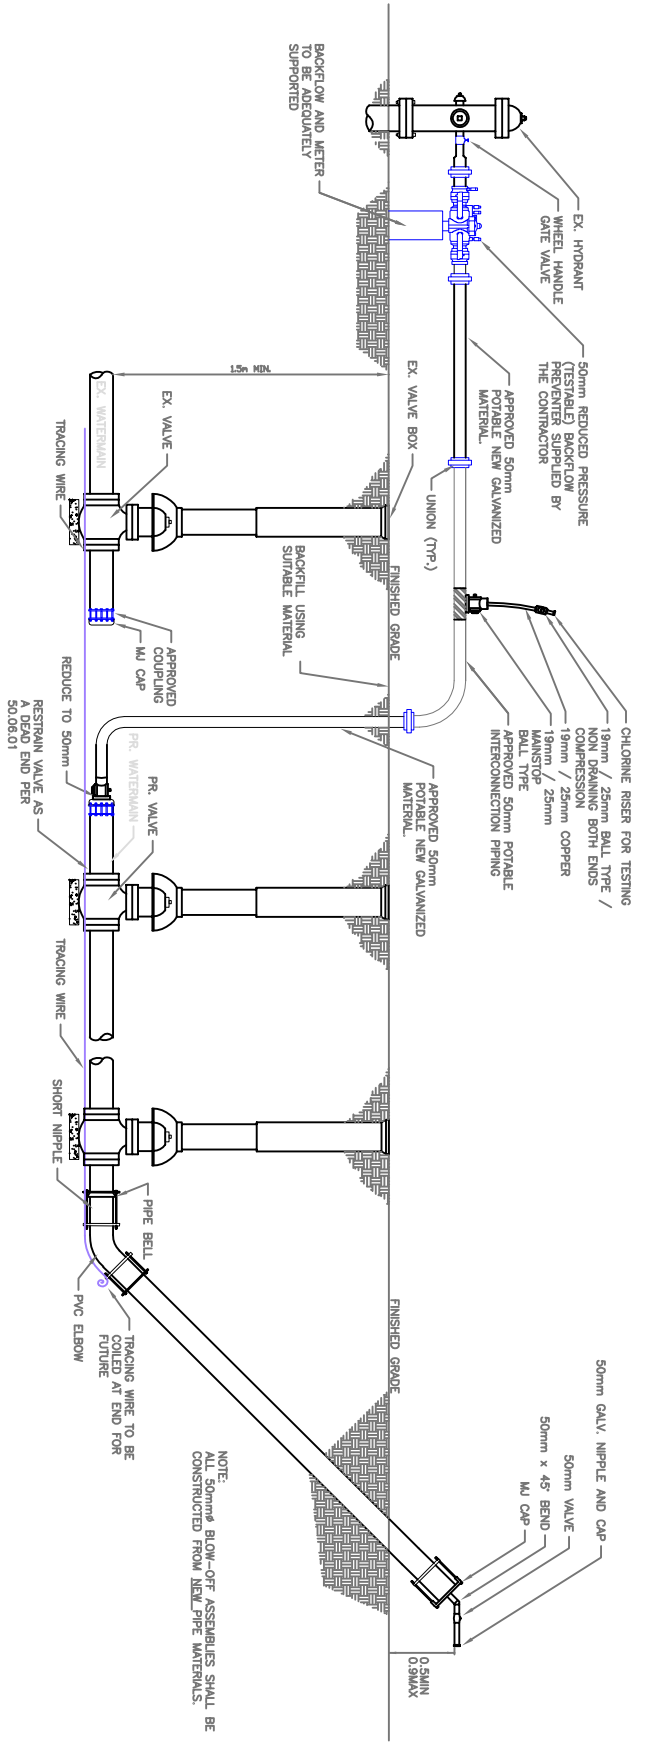 EX. HYDRANT
WHEEL HANDLE
GATE VALVE
50mm REDUCED PRESSURE
(TESTABLE) BACKFLOW
PREVENTER SUPPLIED BY
THE CONTRACTOR
BACKFLOW AND METER
TO BE ADEQUATELY
SUPPORTED
APPROVED 50mm
POTABLE NEW GALVANIZED
MATERIAL.
UNION (TYP.)
CHLORINE RISER FOR TESTING
19mm / 25mm BALL TYPE /
NON DRAINING BOTH ENDS
COMPRESSION
19mm / 25mm COPPER
19mm / 25mm
MAINSTOP
BALL TYPE
APPROVED 50mm POTABLE
INTERCONNECTION PIPING
APPROVED 50mm
POTABLE NEW GALVANIZED
MATERIAL.
EX. VALVE BOX
FINISHED GRADE
BACKFILL USING
SUITABLE MATERIAL
1.5m MIN.
EX. VALVE
EX. WATERMAIN
TRACING WIRE
APPROVED
COUPLING
MJ CAP
REDUCE TO 50mm
PR. WATERMAIN
PR. VALVE
RESTRAIN VALVE AS
A DEAD END PER
50.06.01
TRACING WIRE
SHORT NIPPLE
PIPE BELL
PVC ELBOW
TRACING WIRE TO BE
COILED AT END FOR
FUTURE
FINISHED GRADE
50mm GALV. NIPPLE AND CAP
50mm VALVE
50mm x 45° BEND
MJ CAP
0.5MIN
0.9MAX
NOTE:
ALL 50mmø BLOW-OFF ASSEMBLIES SHALL BE
CONSTRUCTED FROM NEW PIPE MATERIALS.